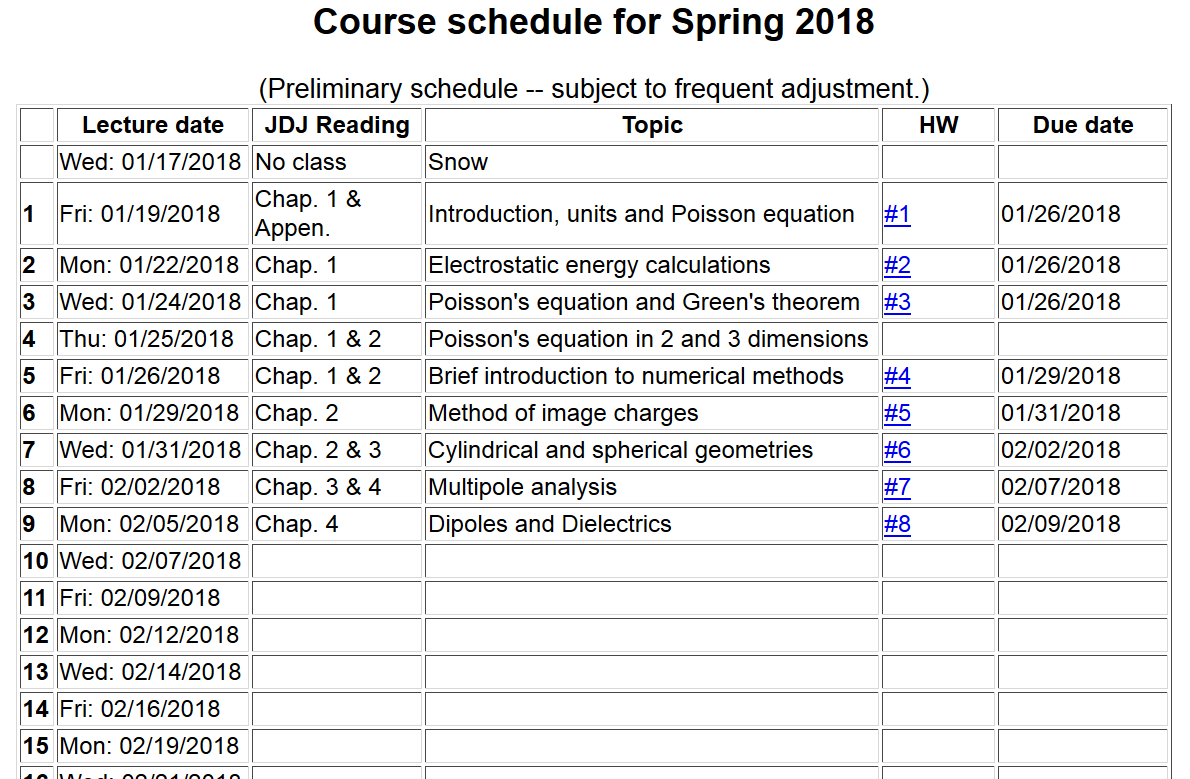 Course schedule for Spring 2018
(Preliminary schedule -- subject to frequent adjustment.)
Lecture date JDJ Reading Topic HW Due date
Wed: 01/17/2018 No class Snow
1 Fri: 01/19/2018 Chap. 1 & Appen. Introduction, units and Poisson equation #1 01/26/2018
2 Mon: 01/22/2018 Chap. 1 Electrostatic energy calculations #2 01/26/2018
3 Wed: 01/24/2018 Chap. 1 Poisson's equation and Green's theorem #3 01/26/2018
4 Thu: 01/25/2018 Chap. 1 & 2 Poisson's equation in 2 and 3 dimensions
5 Fri: 01/26/2018 Chap. 1 & 2 Brief introduction to numerical methods #4 01/29/2018
6 Mon: 01/29/2018 Chap. 2 Method of image charges #5 01/31/2018
7 Wed: 01/31/2018 Chap. 2 & 3 Cylindrical and spherical geometries #6 02/02/2018
8 Fri: 02/02/2018 Chap. 3 & 4 Multipole analysis #7 02/07/2018
9 Mon: 02/05/2018 Chap. 4 Dipoles and Dielectrics #8 02/09/2018
10 Wed: 02/07/2018
11 Fri: 02/09/2018
12 Mon: 02/12/2018
13 Wed: 02/14/2018
14 Fri: 02/16/2018
15 Mon: 02/19/2018